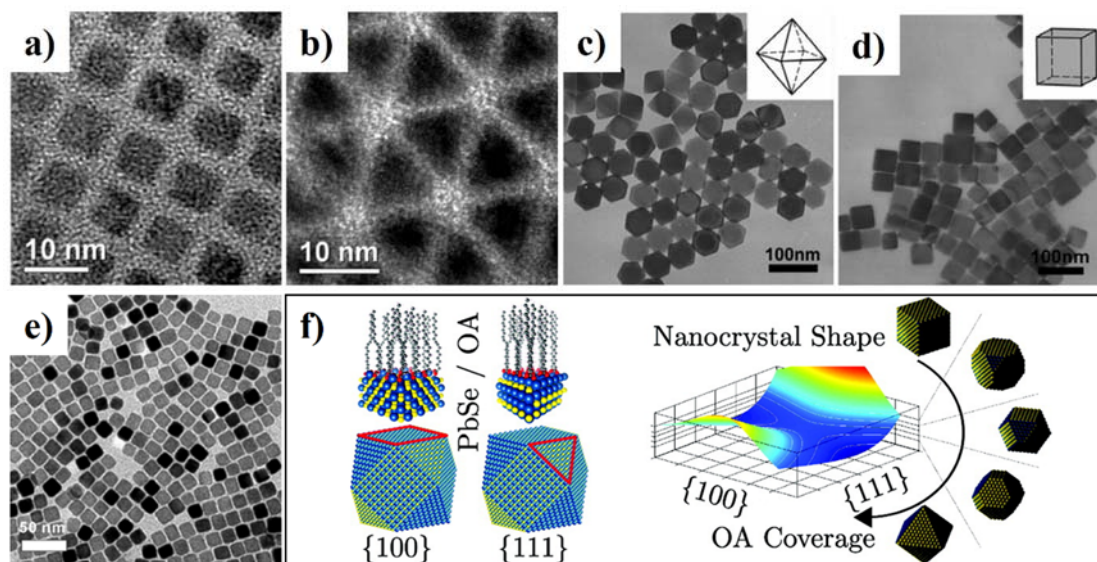 a)
10 nm
b)
10 nm
c)
100nm
d)
100nm
e)
50 nm
f)
PbSe / OA
{100}
{111}
Nanocrystal Shape
{100}
{111}
OA Coverage